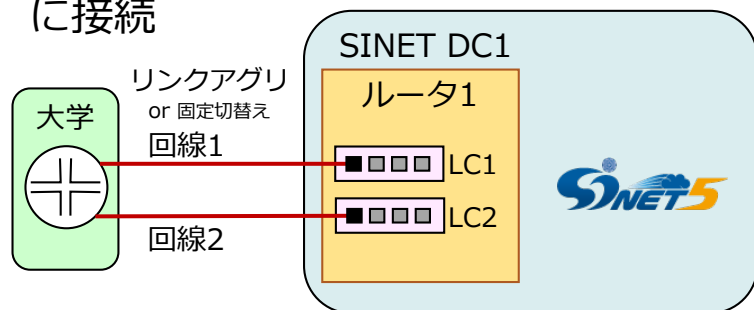 に接続
SINET DC1
リンクアグリ
or 固定切替え
大学
ルータ1
回線1
LC1
SINET5
LC2
回線2